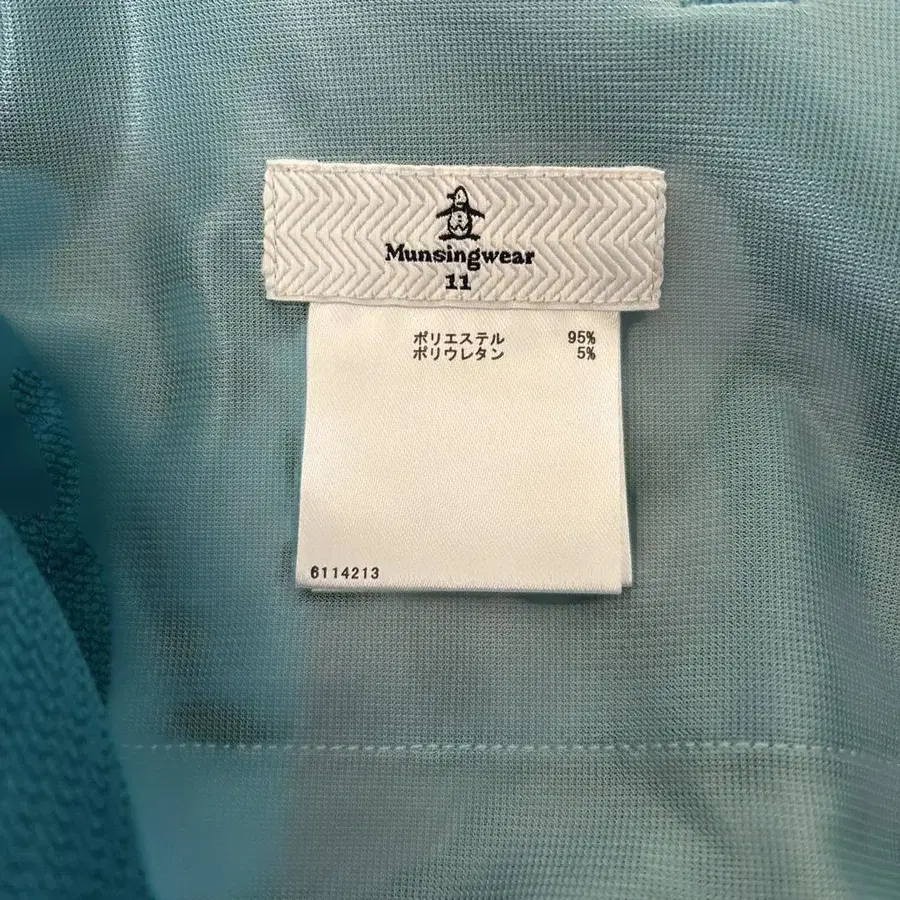 Munsingwear
11
ポリエステル 95%
ポリウレタン 5%
6114213